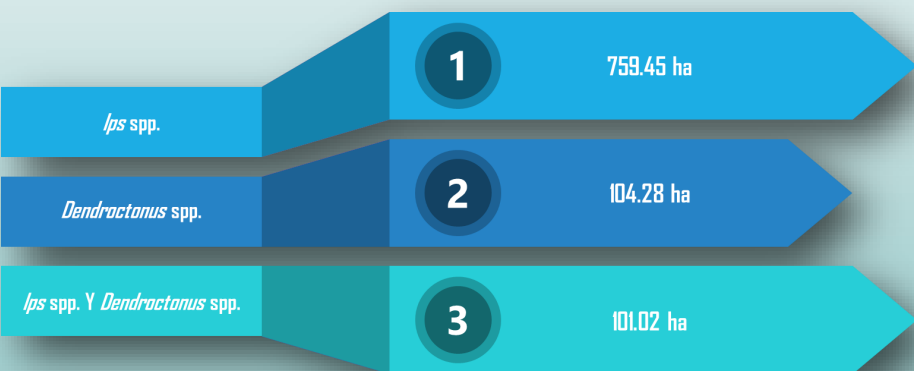 Ips spp.
1
759.45 ha
Dendroctonus spp.
2
104.28 ha
Ips spp. Y Dendroctonus spp.
3
101.02 ha